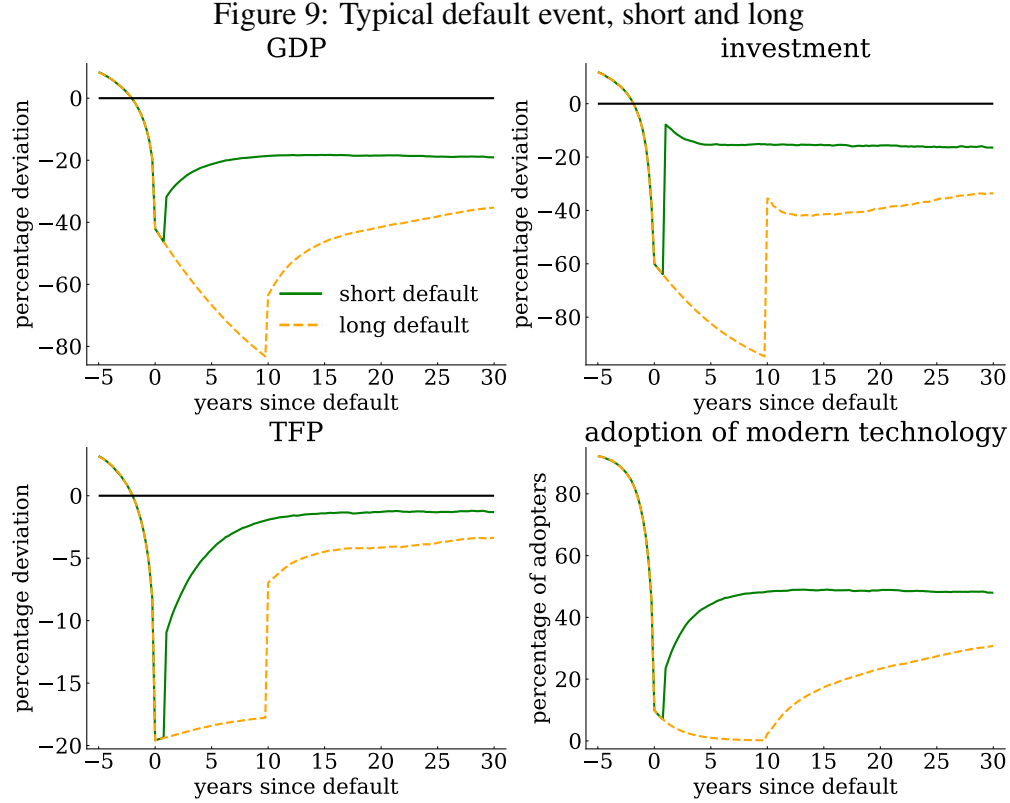 Figure 9: Typical default event, short and long
GDP
percentage deviation
0
−20
−40
−60
−80
short default
long default
−5 0 5 10 15 20 25 30
years since default
investment
percentage deviation
0
−20
−40
−60
−80
−5 0 5 10 15 20 25 30
years since default
TFP
percentage deviation
0
−5
−10
−15
−20
−5 0 5 10 15 20 25 30
years since default
adoption of modern technology
percentage of adopters
80
60
40
20
0
−5 0 5 10 15 20 25 30
years since default